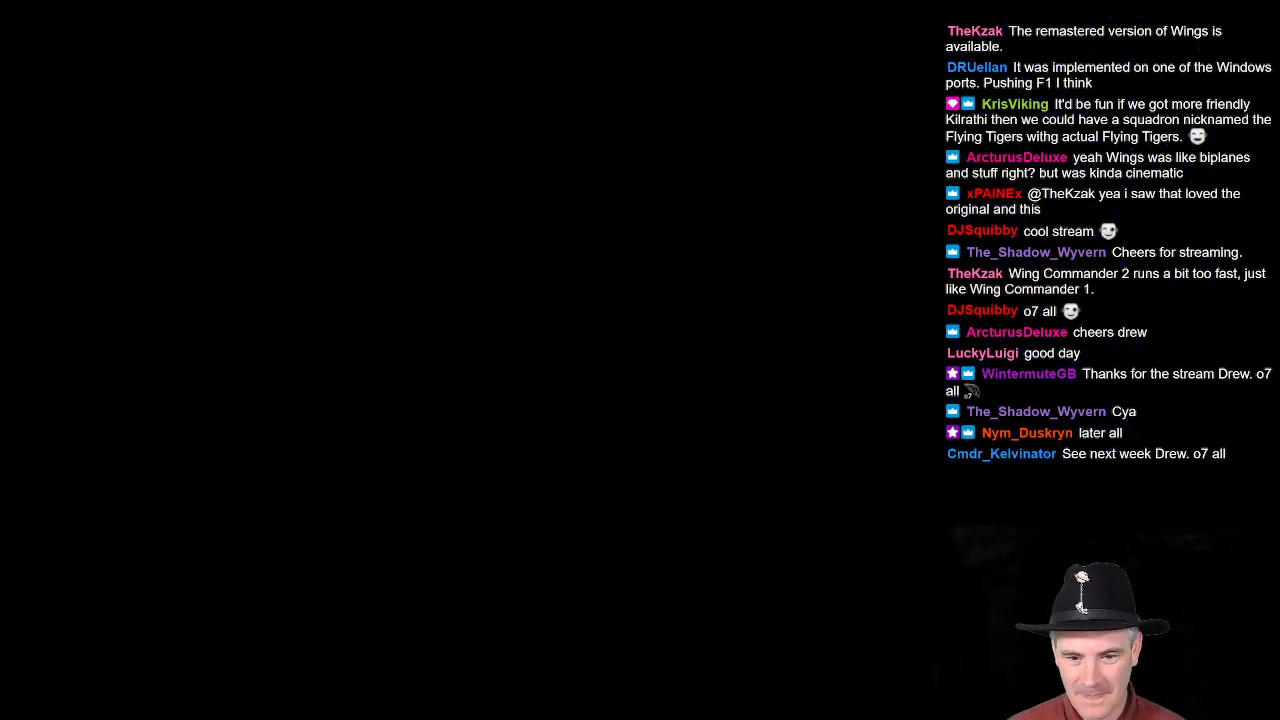 TheKzak The remastered version of Wings is
available.
DRUellan It was implemented on one of the Windows
ports. Pushing F1 I think
KrisViking It'd be fun if we got more friendly
Kilrathi then we could have a squadron nicknamed the
Flying Tigers withg actual Flying Tigers.
ArcturusDeluxe yeah Wings was like biplanes
and stuff right? but was kinda cinematic
xPAINEx @TheKzak yea i saw that loved the
original and this
DJSquibby cool stream
The_Shadow_Wyvern Cheers for streaming.
TheKzak Wing Commander 2 runs a bit too fast, just
like Wing Commander 1.
DJSquibby o7 all
ArcturusDeluxe cheers drew
LuckyLuigi good day
WintermuteGB Thanks for the stream Drew. o7
all
The_Shadow_Wyvern Cya
Nym_Duskryn later all
Cmdr_Kelvinator See next week Drew. o7 all